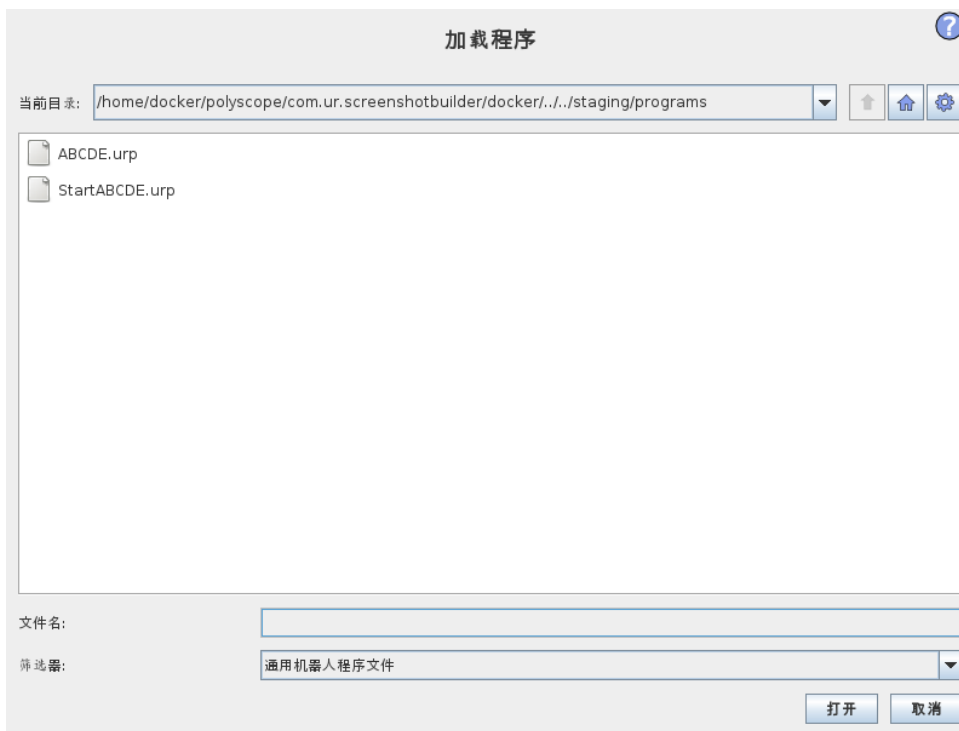 加载程序
?
当前目录: /home/docker/polyscope/com.ur.screenshotbuilder/docker/../../staging/programs
ABCDE.urp
StartABCDE.urp
文件名:
筛选器: 通用机器人程序文件
打开 取消